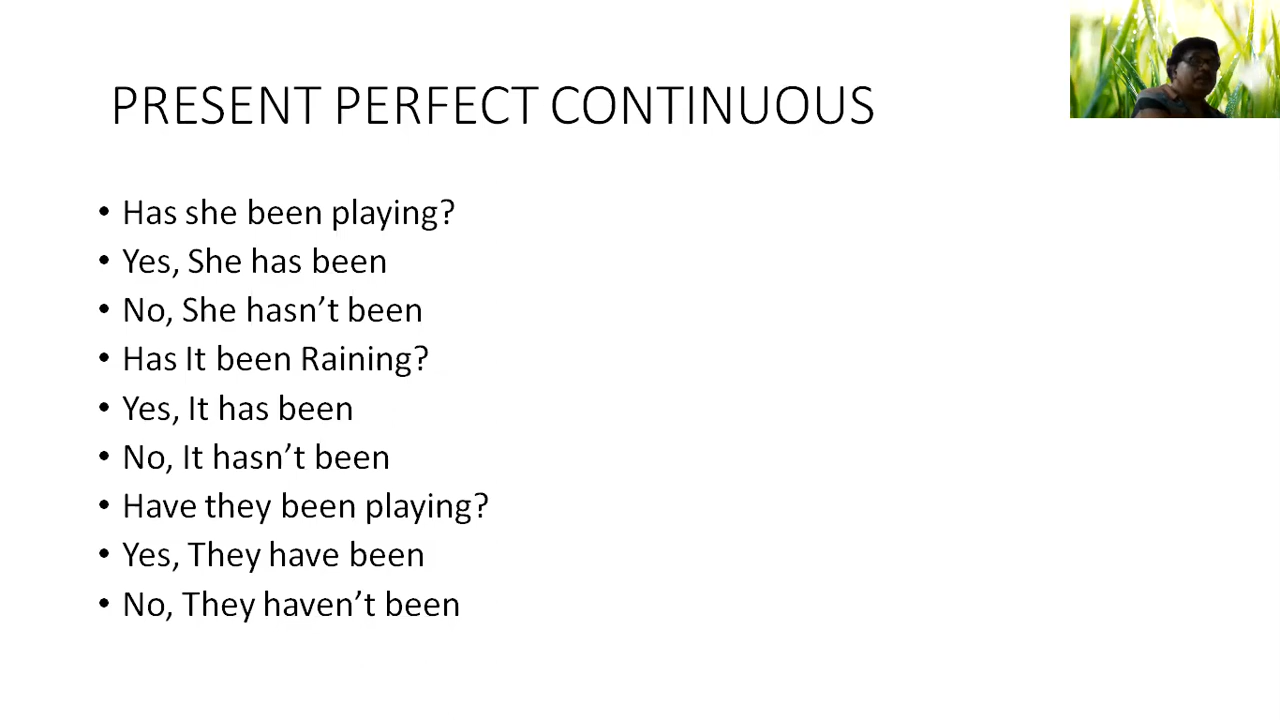 PRESENT PERFECT CONTINUOUS
• Has she been playing?
• Yes, She has been
• No, She hasn’t been
• Has It been Raining?
• Yes, It has been
• No, It hasn’t been
• Have they been playing?
• Yes, They have been
• No, They haven’t been